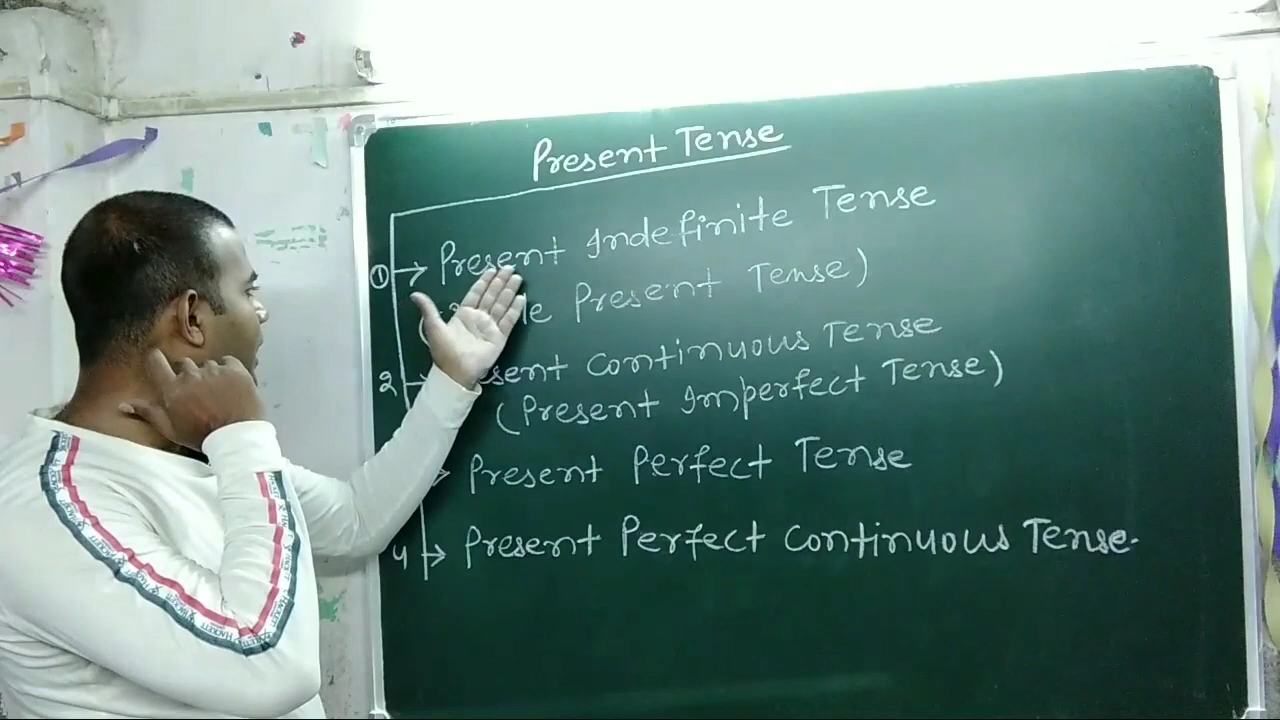 Present Tense
① → Present Indefinite Tense
Present Tense)
2 → Continuous Tense
(Present Imperfect Tense)
Present Perfect Tense
4 → Present Perfect Continuous Tense.
HACKETT